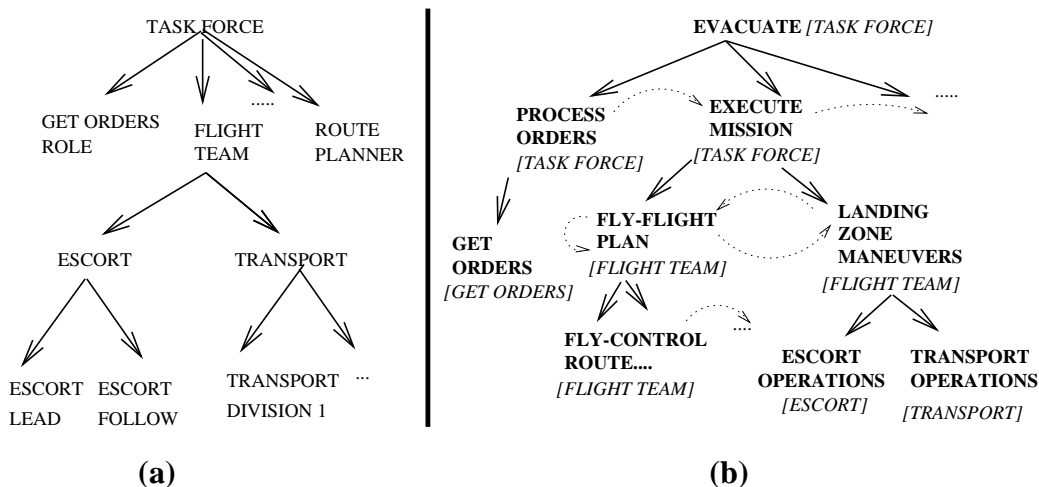 TASK FORCE
GET ORDERS
ROLE
FLIGHT
TEAM
.....
ROUTE
PLANNER
ESCORT
TRANSPORT
ESCORT
LEAD
ESCORT
FOLLOW
TRANSPORT
DIVISION 1
...
(a)
EVACUATE [TASK FORCE]
PROCESS
ORDERS
[TASK FORCE]
EXECUTE
MISSION
[TASK FORCE]
.....
GET
ORDERS
[GET ORDERS]
FLY-FLIGHT
PLAN
[FLIGHT TEAM]
LANDING
ZONE
MANEUVERS
[FLIGHT TEAM]
FLY-CONTROL
ROUTE....
[FLIGHT TEAM]
....
ESCORT
OPERATIONS
[ESCORT]
TRANSPORT
OPERATIONS
[TRANSPORT]
(b)